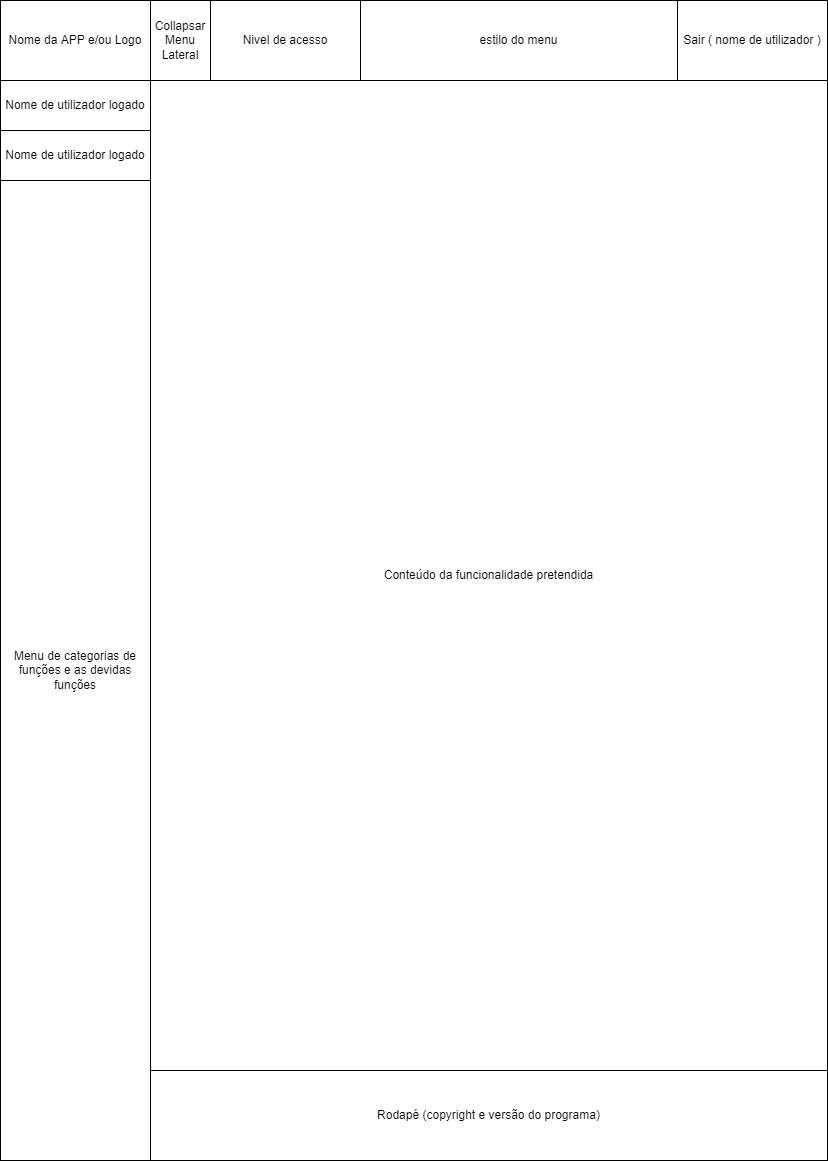 Nome da APP e/ou Logo
Collapsar
Menu
Lateral
Nivel de acesso
estilo do menu
Sair ( nome de utilizador )
Nome de utilizador logado
Nome de utilizador logado
Menu de categorias de
funções e as devidas
funções
Conteúdo da funcionalidade pretendida
Rodapé (copyright e versão do programa)